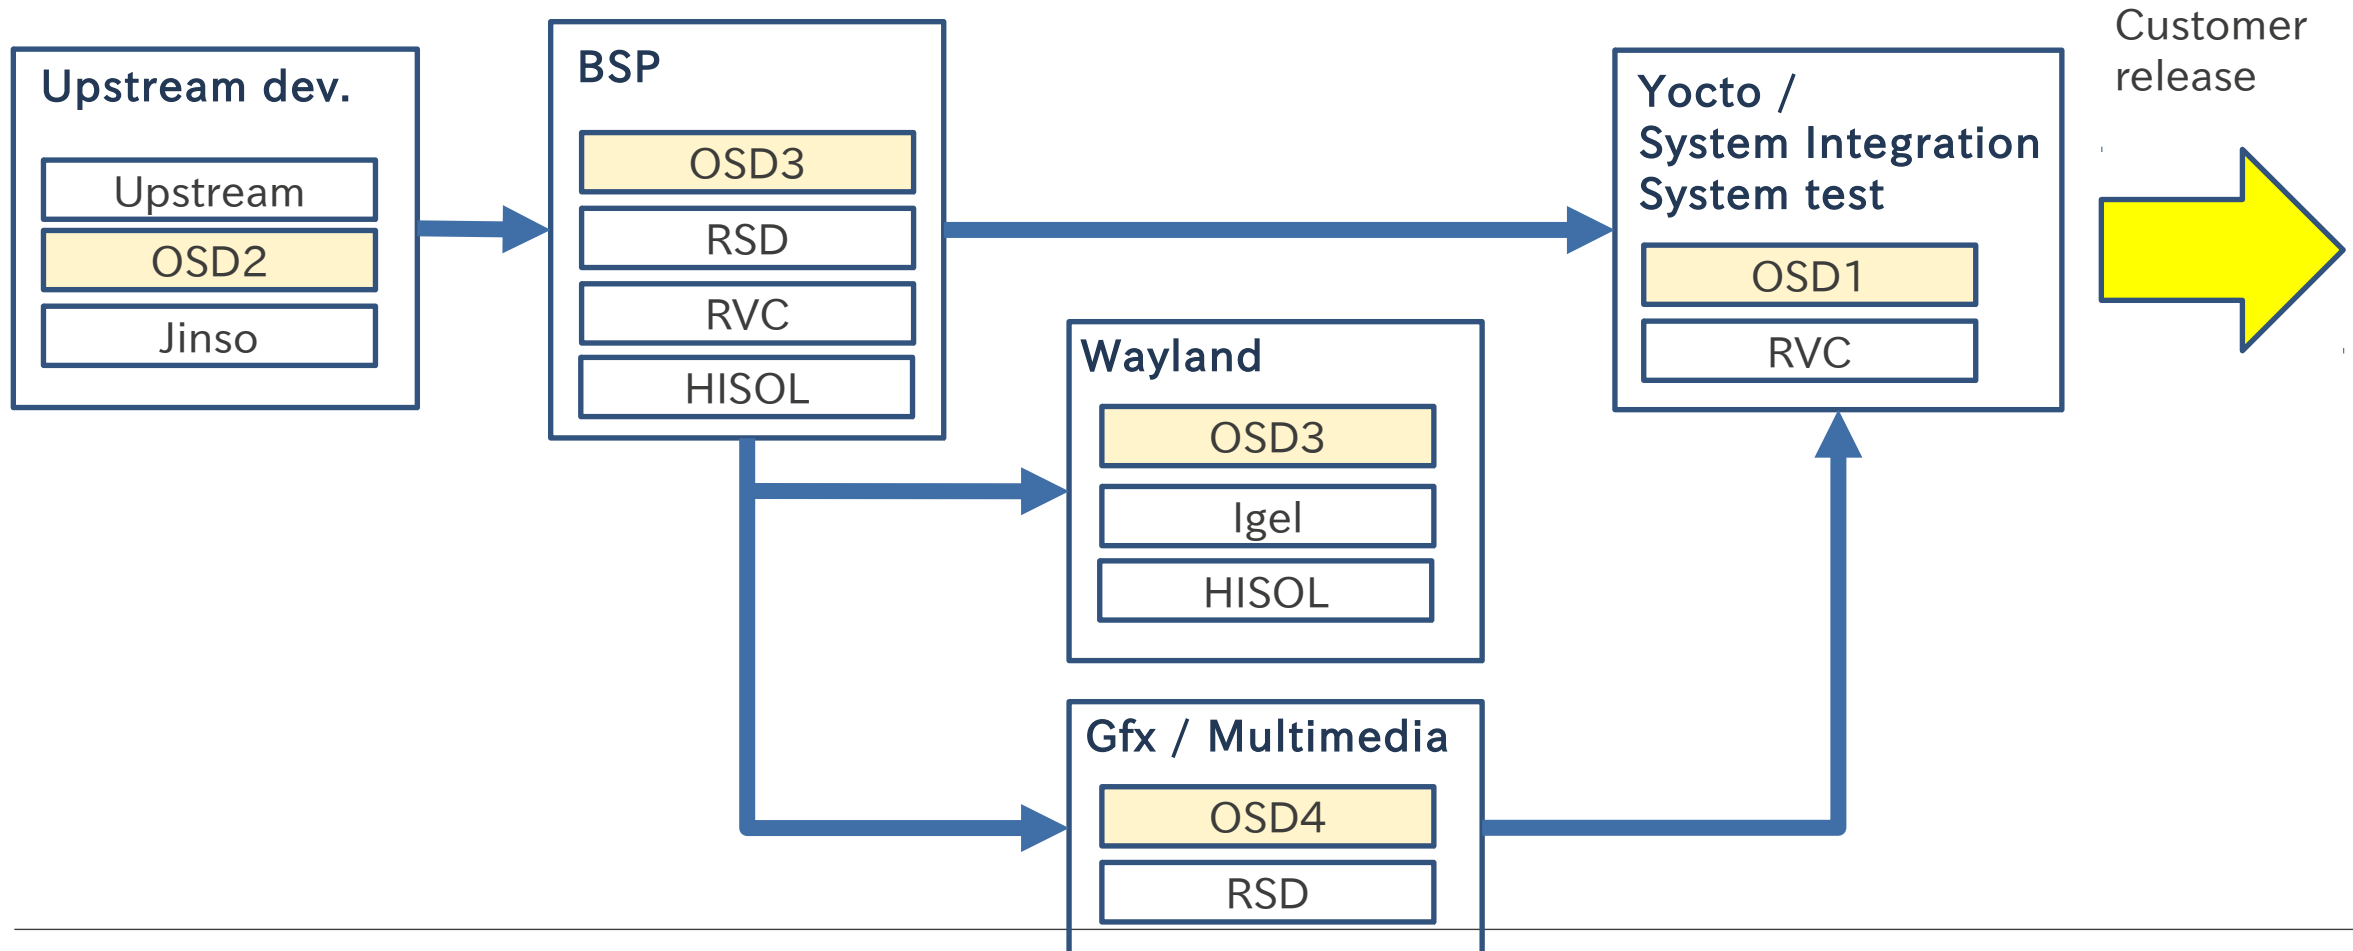 Upstream dev.
Upstream
OSD2
Jinso
BSP
OSD3
RSD
RVC
HISOL
Wayland
OSD3
Igel
HISOL
Gfx / Multimedia
OSD4
RSD
Yocto /
System Integration
System test
OSD1
RVC
Customer
release